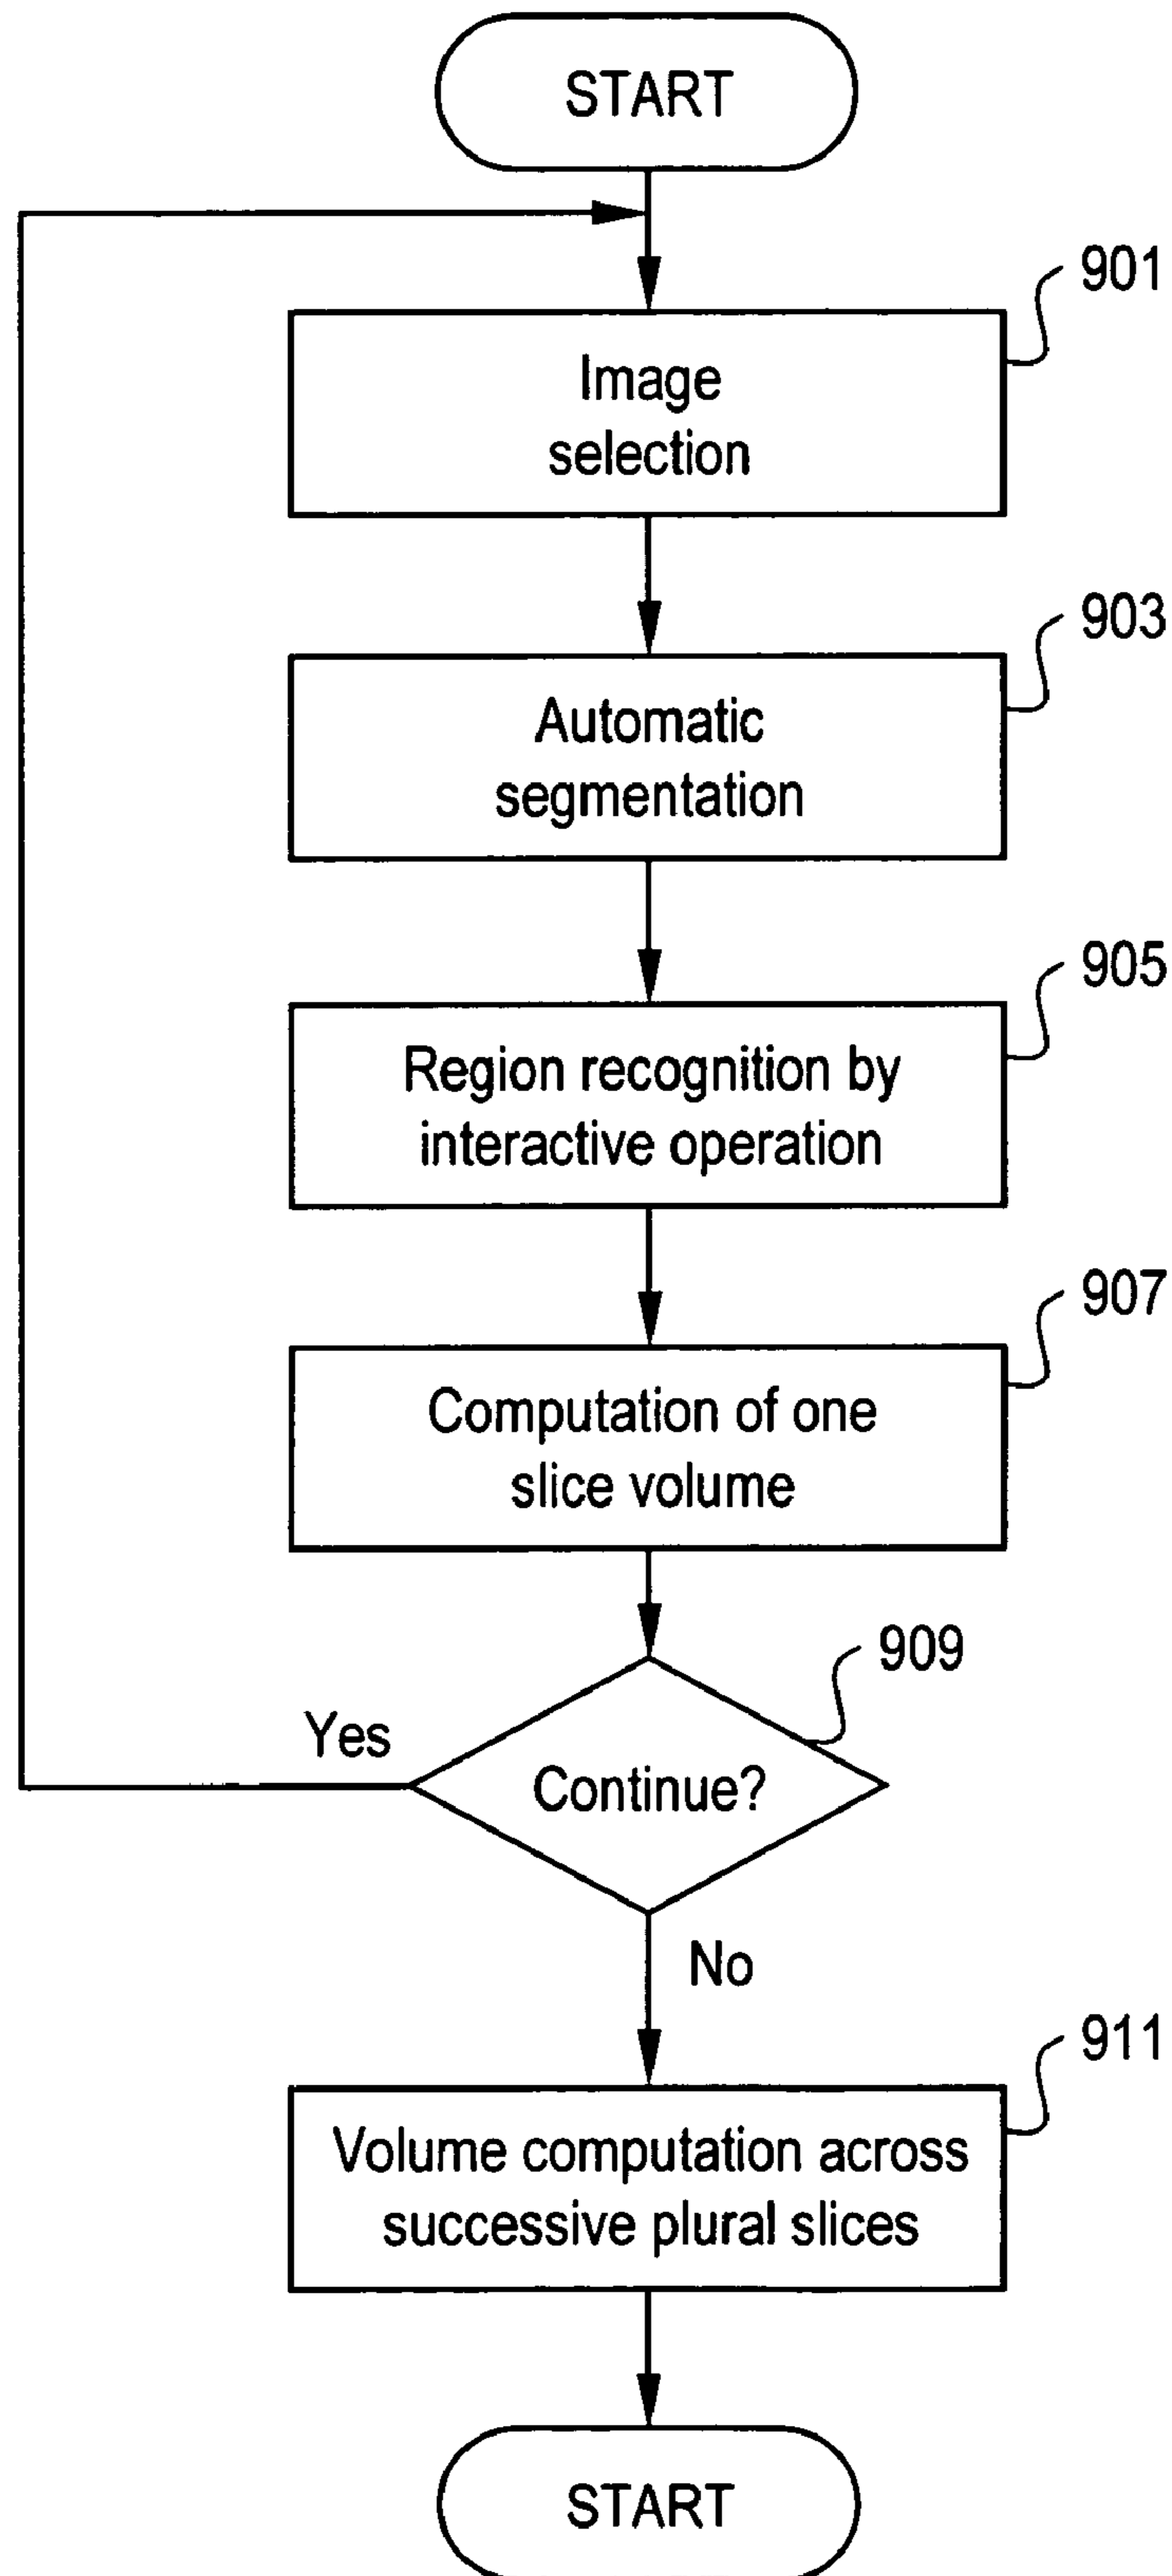 START
901
Image
selection
903
Automatic
segmentation
905
Region recognition by
interactive operation
907
Computation of one
slice volume
909
Yes
Continue?
No
911
Volume computation across
successive plural slices
START